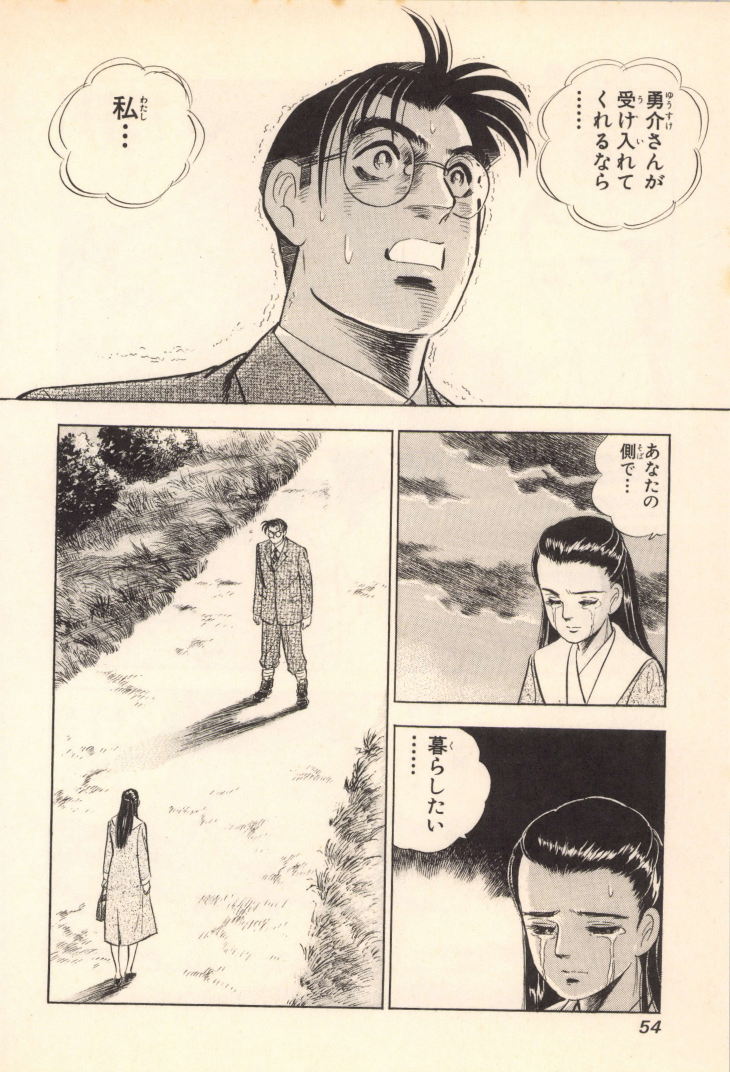 勇介さんが
受け入れて
くれるなら
……
私…
あなたの
側で…
暮らしたい
……
54